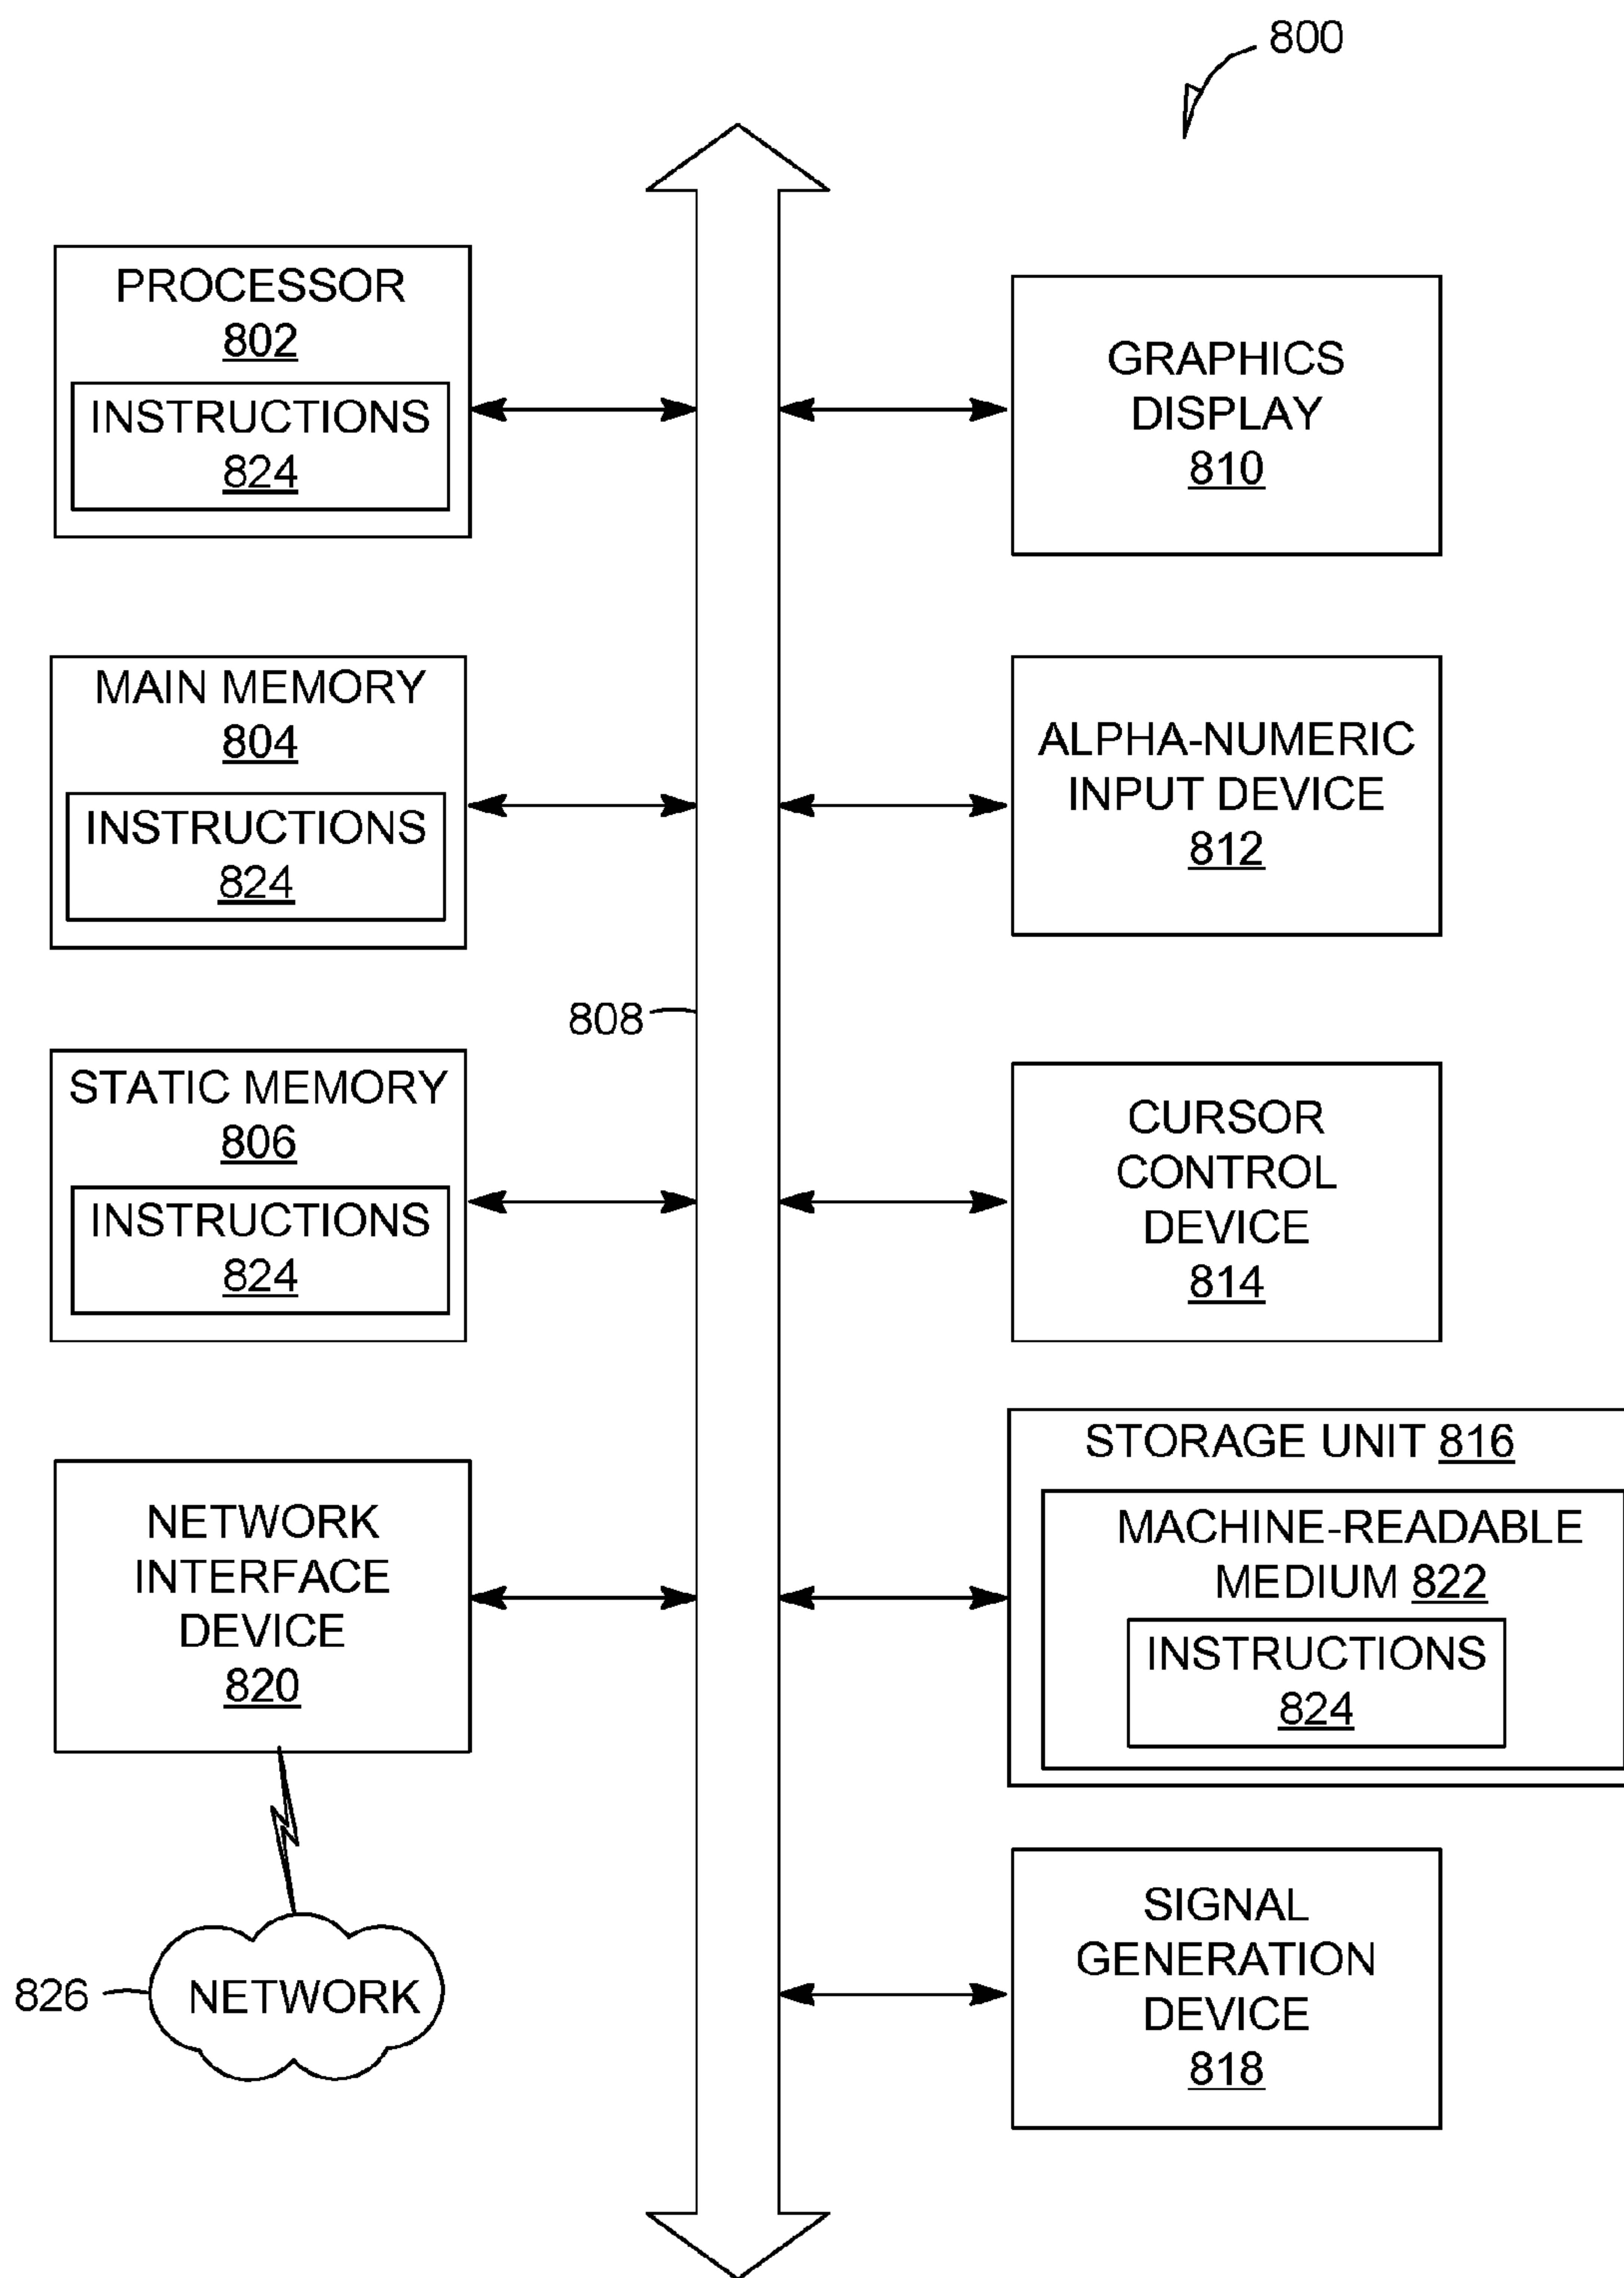 800
PROCESSOR
802
INSTRUCTIONS
824
MAIN MEMORY
804
INSTRUCTIONS
824
808
STATIC MEMORY
806
INSTRUCTIONS
824
NETWORK
INTERFACE
DEVICE
820
826
NETWORK
GRAPHICS
DISPLAY
810
ALPHA-NUMERIC
INPUT DEVICE
812
CURSOR
CONTROL
DEVICE
814
STORAGE UNIT 816
MACHINE-READABLE
MEDIUM 822
INSTRUCTIONS
824
SIGNAL
GENERATION
DEVICE
818